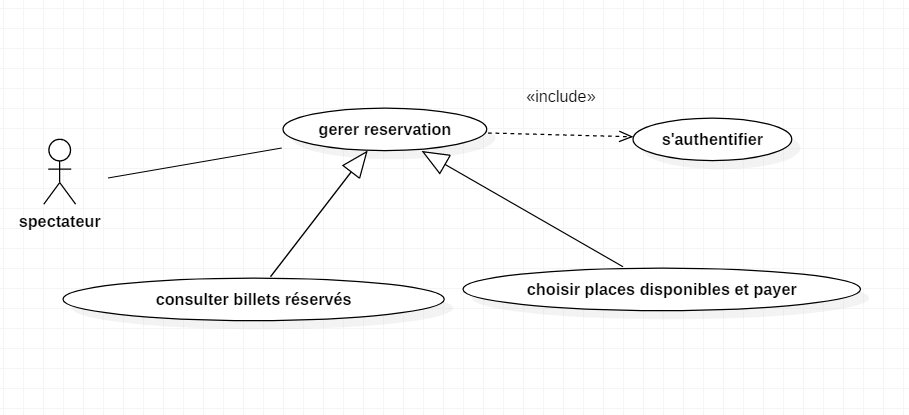 «include»
gerer reservation
s'authentifier
spectateur
consulter billets réservés
choisir places disponibles et payer